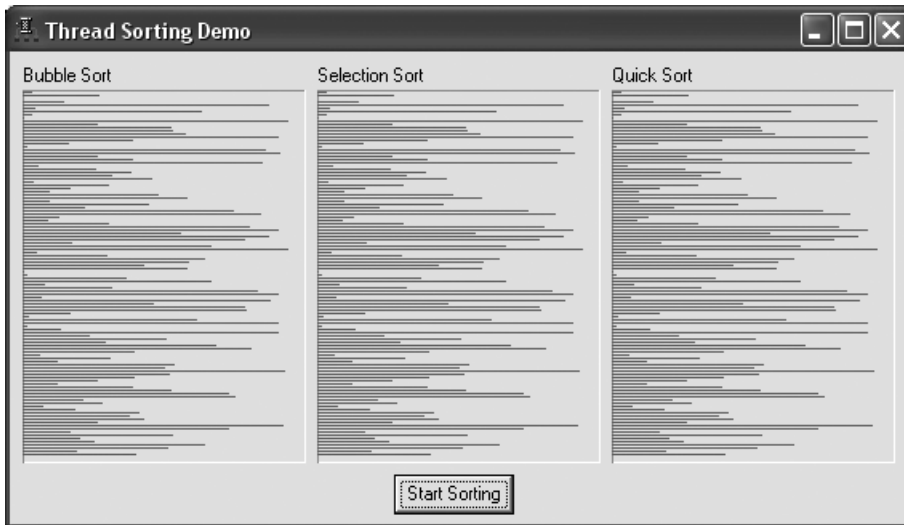 Thread Sorting Demo
Bubble Sort
Selection Sort
Quick Sort
Start Sorting